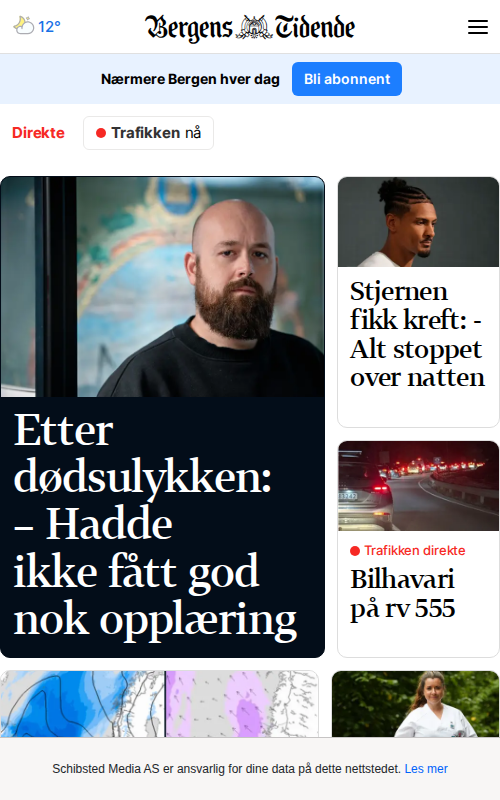 12°
Bergens Tidende
Nærmere Bergen hver dag
Bli abonnent
Direkte
Trafikken nå
Etter
dødsulykken:
– Hadde
ikke fått god
nok opplæring
Stjernen
fikk kreft: -
Alt stoppet
over natten
Trafikken direkte
Bilhavari
på rv 555
Schibsted Media AS er ansvarlig for dine data på dette nettstedet. Les mer